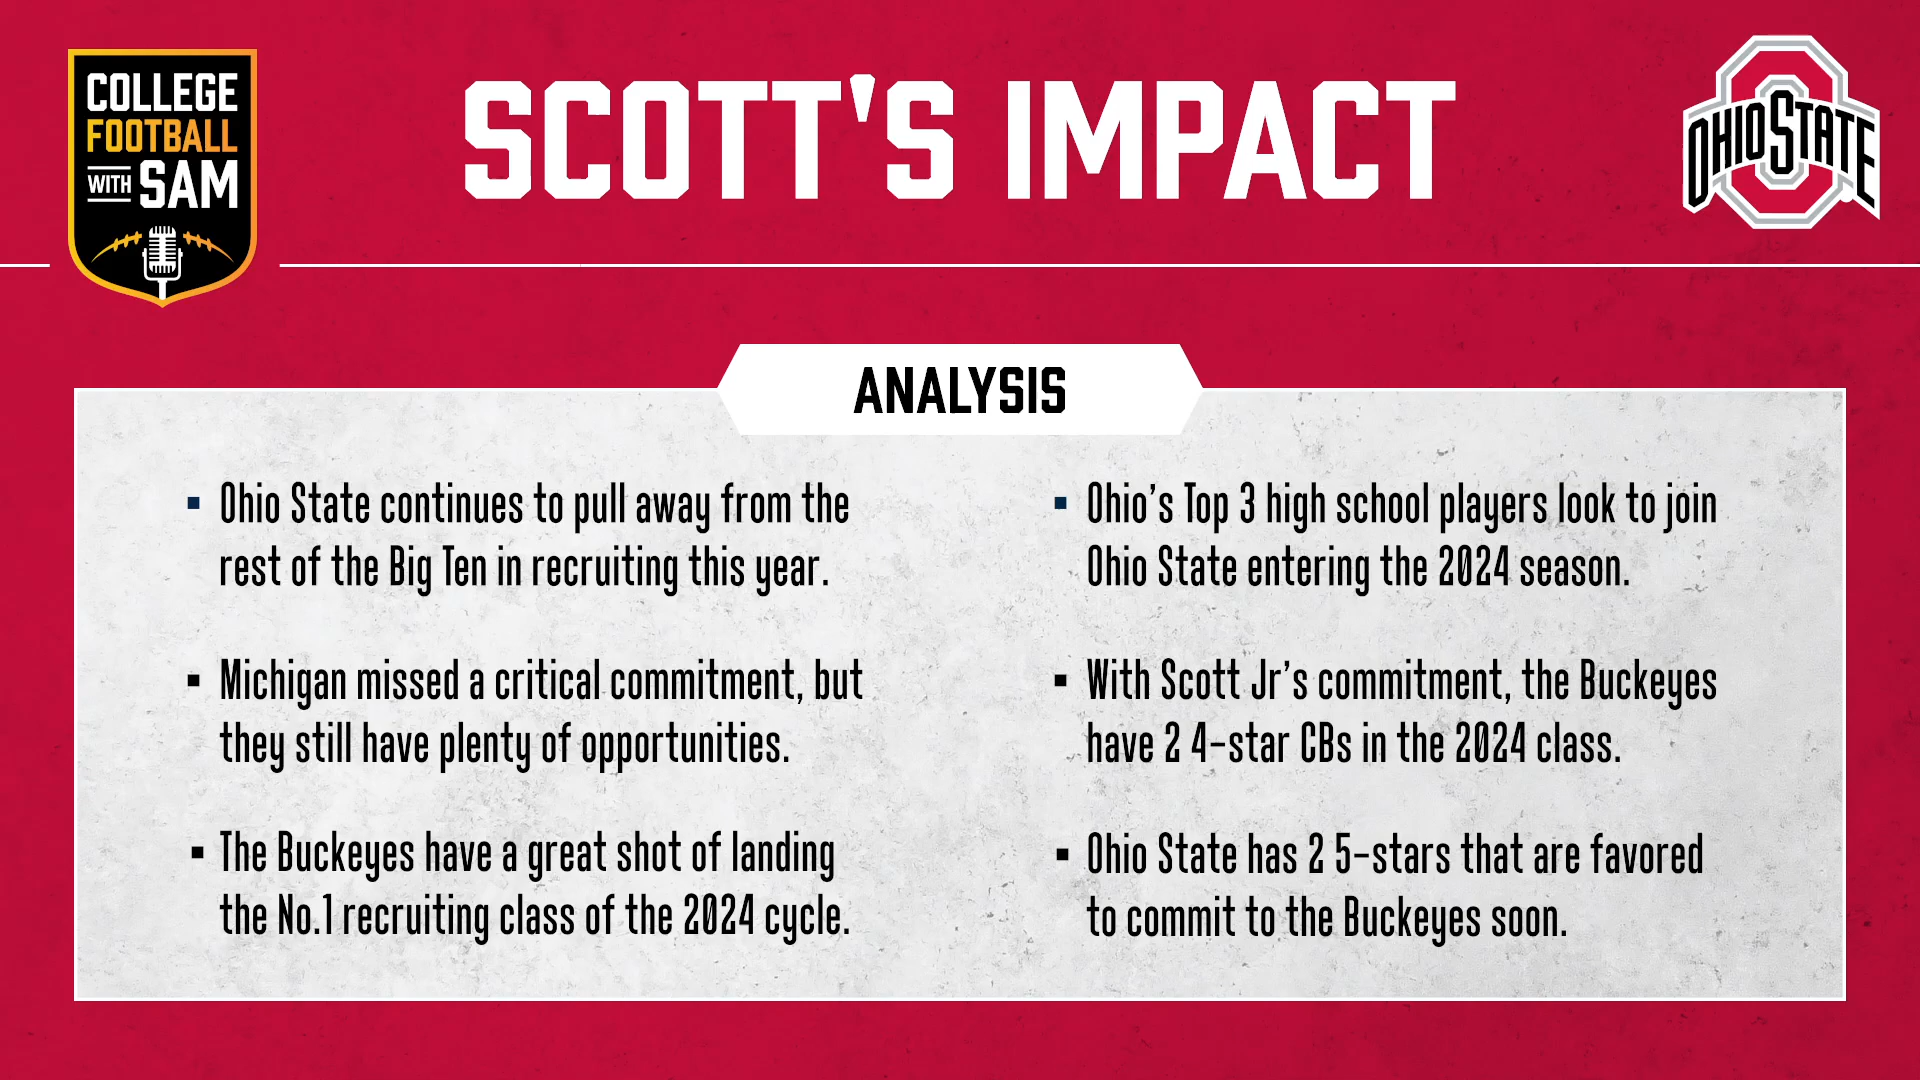 COLLEGE
FOOTBALL
WITH SAM
SCOTT'S IMPACT
OHIO STATE
ANALYSIS
▪ Ohio State continues to pull away from the
rest of the Big Ten in recruiting this year.
▪ Michigan missed a critical commitment, but
they still have plenty of opportunities.
▪ The Buckeyes have a great shot of landing
the No.1 recruiting class of the 2024 cycle.
▪ Ohio’s Top 3 high school players look to join
Ohio State entering the 2024 season.
▪ With Scott Jr’s commitment, the Buckeyes
have 2 4-star CBs in the 2024 class.
▪ Ohio State has 2 5-stars that are favored
to commit to the Buckeyes soon.